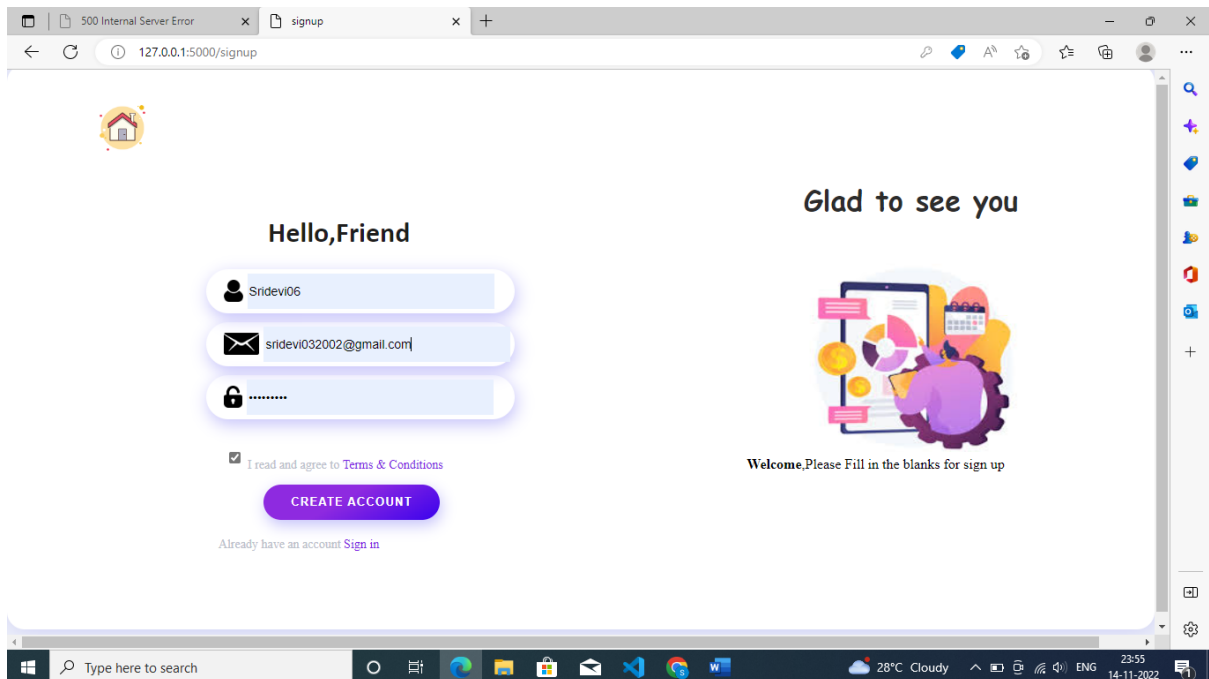 500 Internal Server Error
signup
127.0.0.1:5000/signup
Glad to see you
Hello,Friend
Sridevi06
sridevi032002@gmail.com
•••••••••
I read and agree to Terms & Conditions
Welcome,Please Fill in the blanks for sign up
CREATE ACCOUNT
Already have an account Sign in
Type here to search
28°C Cloudy
ENG
23:55
14-11-2022
1